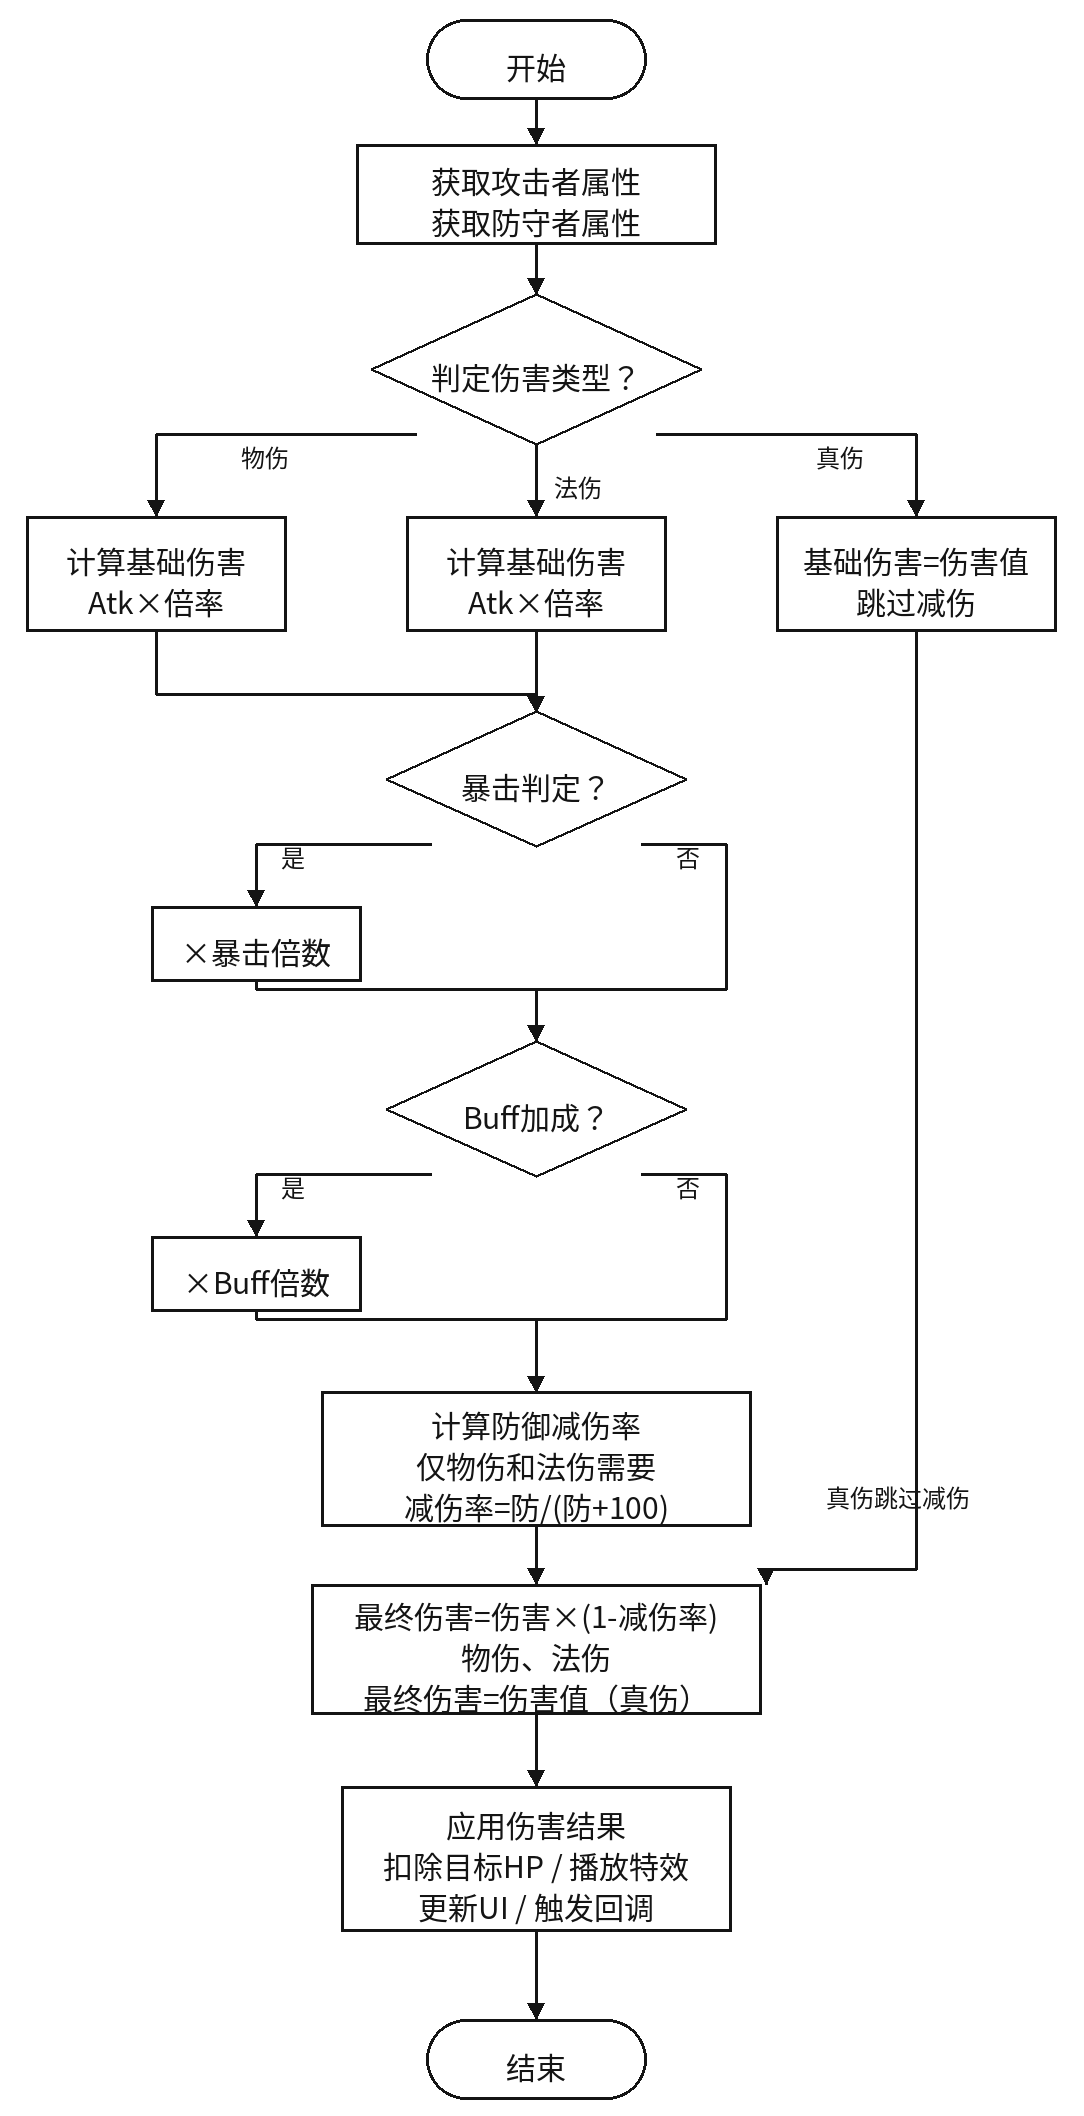 开始
获取攻击者属性
获取防守者属性
判定伤害类型？
物伤
法伤
真伤
计算基础伤害
Atk×倍率
计算基础伤害
Atk×倍率
基础伤害=伤害值
跳过减伤
暴击判定？
是
否
×暴击倍数
Buff加成？
是
否
×Buff倍数
计算防御减伤率
仅物伤和法伤需要
减伤率=防/(防+100)
真伤跳过减伤
最终伤害=伤害×(1-减伤率)
物伤、法伤
最终伤害=伤害值（真伤）
应用伤害结果
扣除目标HP / 播放特效
更新UI / 触发回调
结束